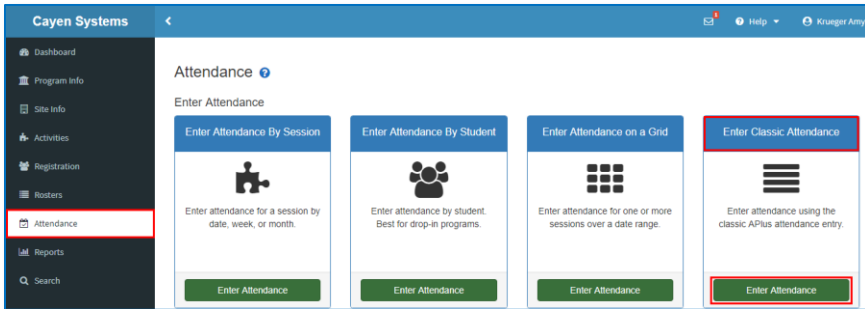 Cayen Systems
1
Help
Krueger Amy
Dashboard
Program Info
Site Info
Activities
Registration
Rosters
Attendance
Reports
Search
Attendance ?
Enter Attendance
Enter Attendance By Session
Enter attendance for a session by
date, week, or month.
Enter Attendance
Enter Attendance By Student
Enter attendance by student.
Best for drop-in programs.
Enter Attendance
Enter Attendance on a Grid
Enter attendance for one or more
sessions over a date range.
Enter Attendance
Enter Classic Attendance
Enter attendance using the
classic APlus attendance entry.
Enter Attendance